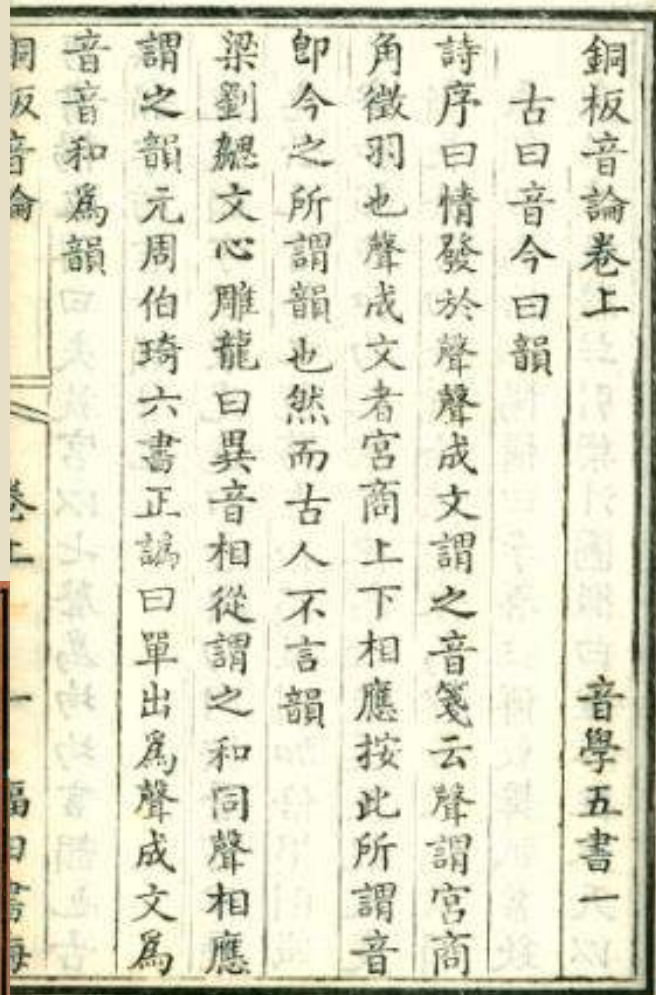 銅板音論卷上　音學五書一
古曰音今曰韻
詩序曰情發於聲聲成文謂之音箋云聲謂宮商
角徵羽也聲成文者宮商上下相應按此所謂音
卽今之所謂韻也然而古人不言韻
梁劉勰文心雕龍曰異音相從謂之和同聲相應
謂之韻元周伯琦六書正譌曰單出爲聲成文爲
音音和爲韻
銅板音論　卷上　一　福田書海